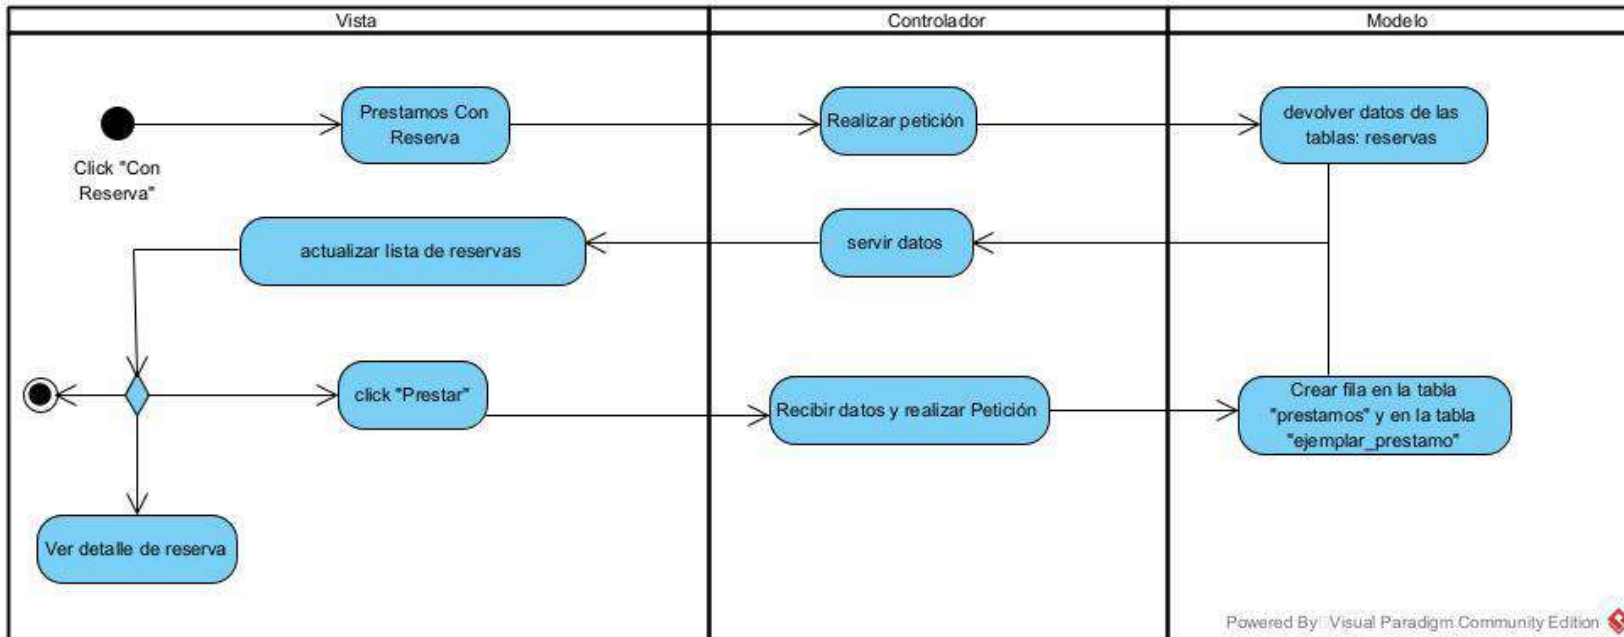 Vista
Controlador
Modelo
Prestamos Con
Reserva
Realizar petición
devolver datos de las
tablas: reservas
Click "Con
Reserva"
actualizar lista de reservas
servir datos
click "Prestar"
Recibir datos y realizar Petición
Crear fila en la tabla
"prestamos" y en la tabla
"ejemplar_prestamo"
Ver detalle de reserva
Powered By Visual Paradigm Community Edition